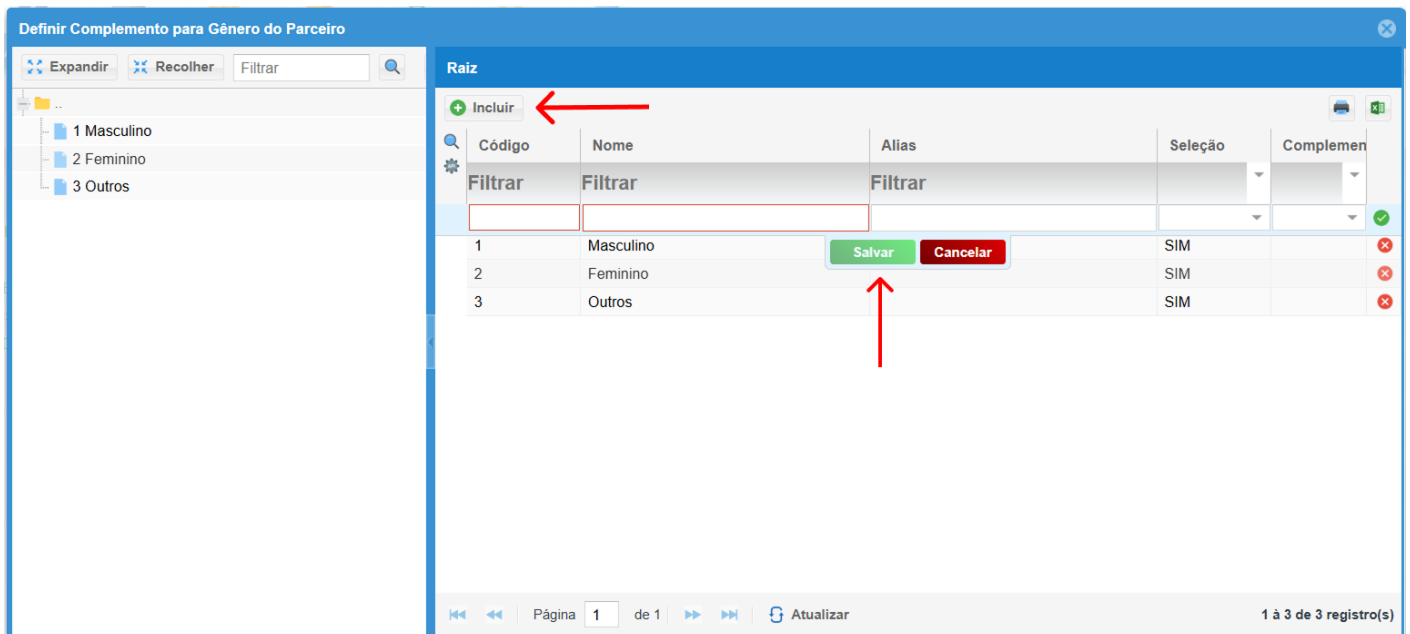 Definir Complemento para Gênero do Parceiro
Expandir Recolher Filtrar
..
1 Masculino
2 Feminino
3 Outros
Raiz
Incluir
Código Nome Alias Seleção Complemen
Filtrar Filtrar Filtrar
1 Masculino SIM
Salvar Cancelar
2 Feminino SIM
3 Outros SIM
Página 1 de 1 Atualizar 1 à 3 de 3 registro(s)